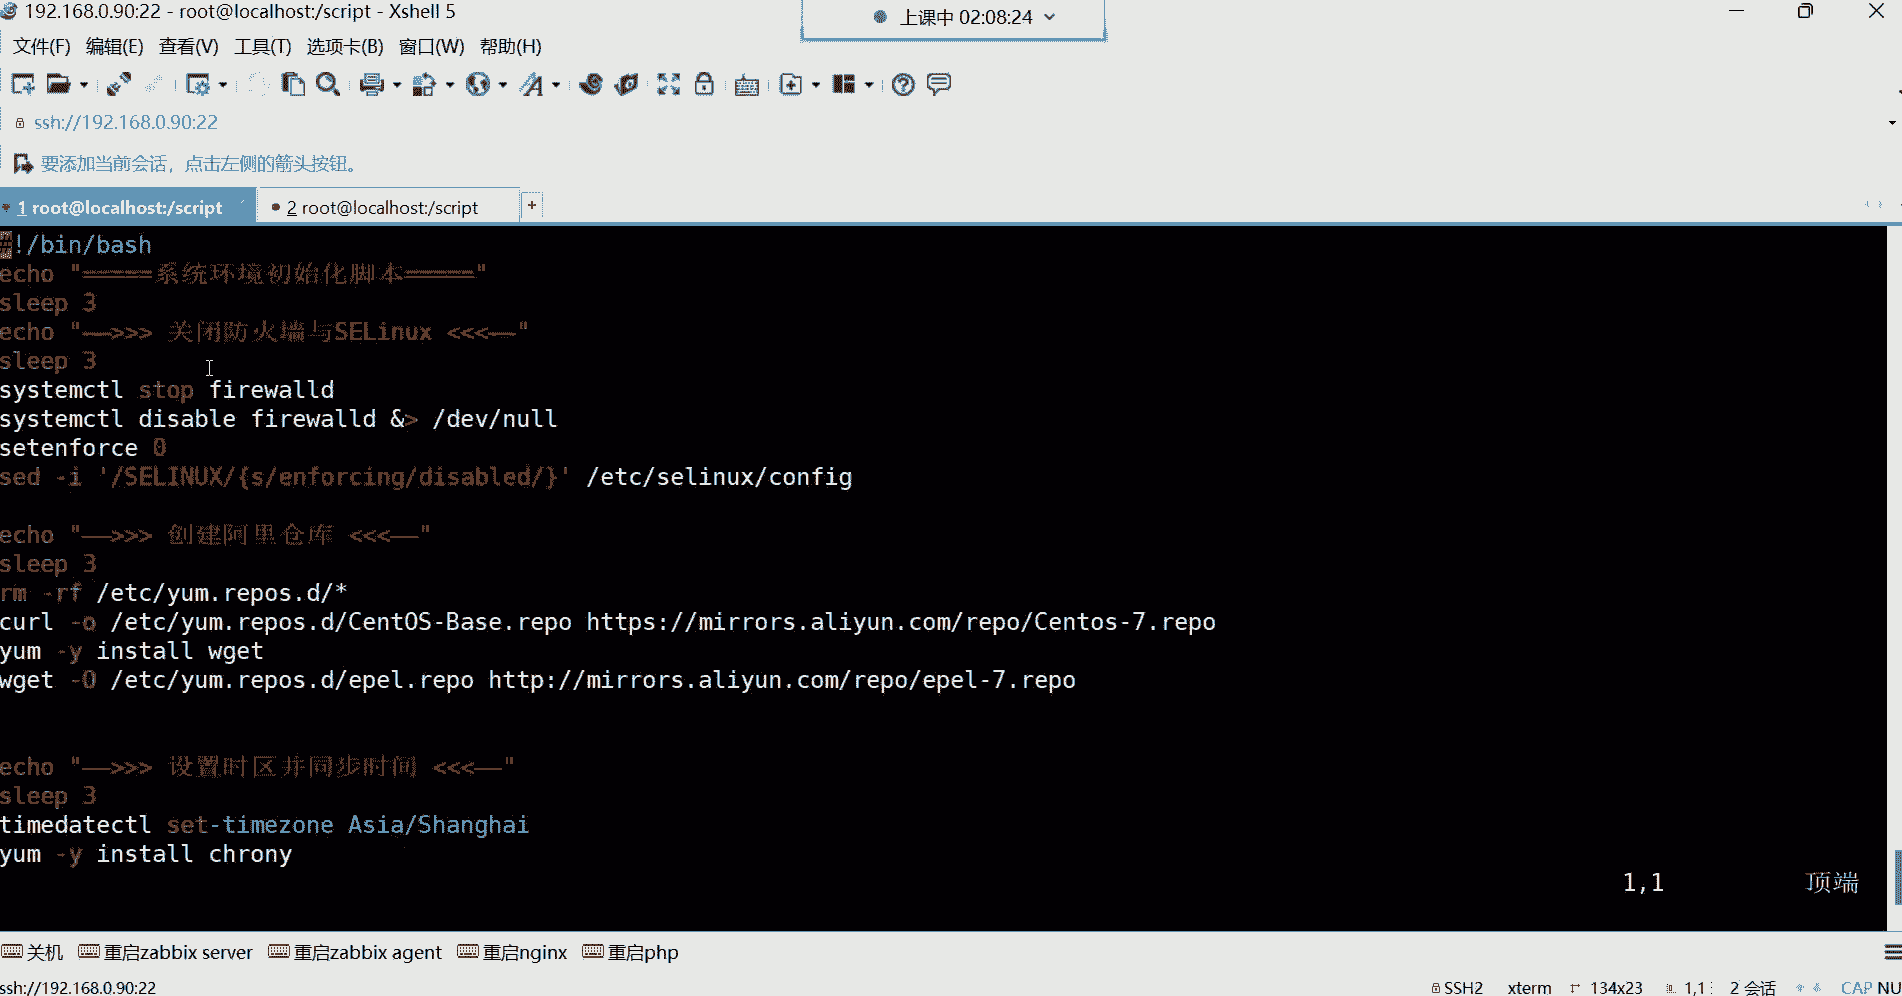 192.168.0.90:22 - root@localhost:/script - Xshell 5
上课中 02:08:24
文件(F) 编辑(E) 查看(V) 工具(T) 选项卡(B) 窗口(W) 帮助(H)
ssh://192.168.0.90:22
要添加当前会话，点击左侧的箭头按钮。
1 root@localhost:/script
2 root@localhost:/script
+
#!/bin/bash
echo "=====系统环境初始化脚本====="
sleep 3
echo "——>>> 关闭防火墙与SELinux <<<——"
sleep 3
systemctl stop firewalld
systemctl disable firewalld &> /dev/null
setenforce 0
sed -i '/SELINUX/{s/enforcing/disabled/}' /etc/selinux/config
echo "——>>> 创建阿里仓库 <<<——"
sleep 3
rm -rf /etc/yum.repos.d/*
curl -o /etc/yum.repos.d/CentOS-Base.repo https://mirrors.aliyun.com/repo/Centos-7.repo
yum -y install wget
wget -O /etc/yum.repos.d/epel.repo http://mirrors.aliyun.com/repo/epel-7.repo
echo "——>>> 设置时区并同步时间 <<<——"
sleep 3
timedatectl set-timezone Asia/Shanghai
yum -y install chrony
1,1 顶端
关机 重启zabbix server 重启zabbix agent 重启nginx 重启php
ssh://192.168.0.90:22
SSH2 xterm 134x23 1,1 2 会话 CAP NU